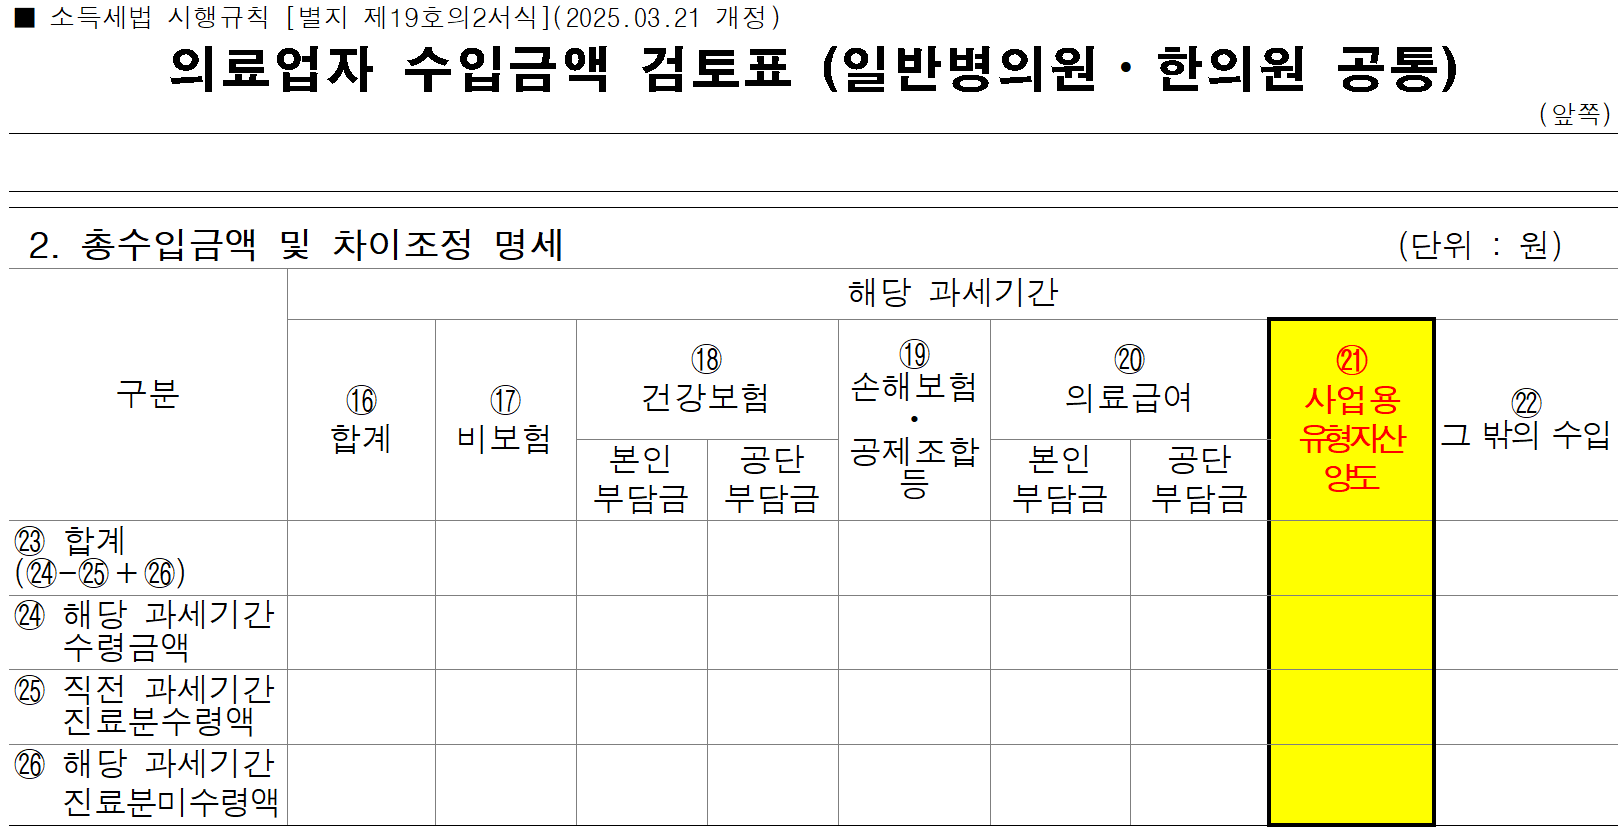 ■ 소득세법 시행규칙 [별지 제19호의2서식](2025.03.21 개정)
의료업자 수입금액 검토표 (일반병의원 · 한의원 공통)
(앞쪽)
2. 총수입금액 및 차이조정 명세 (단위 : 원)
구분
해당 과세기간
⑯
합계
⑰
비보험
⑱
건강보험
본인
부담금
공단
부담금
⑲
손해보험
·
공제조합
등
⑳
의료급여
본인
부담금
공단
부담금
㉑
사업용
유형자산
양도
㉒
그 밖의 수입
㉓ 합계
(㉔-㉕+㉖)
㉔ 해당 과세기간
수령금액
㉕ 직전 과세기간
진료분수령액
㉖ 해당 과세기간
진료분미수령액